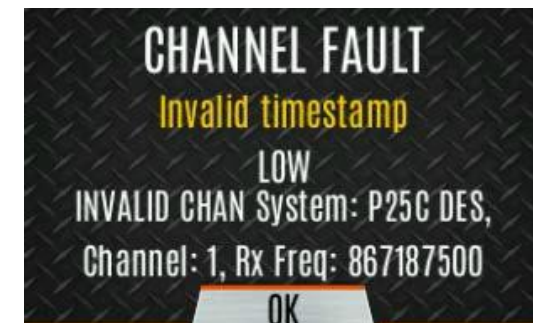 CHANNEL FAULT
Invalid timestamp
LOW
INVALID CHAN System: P25C DES,
Channel: 1, Rx Freq: 867187500
OK